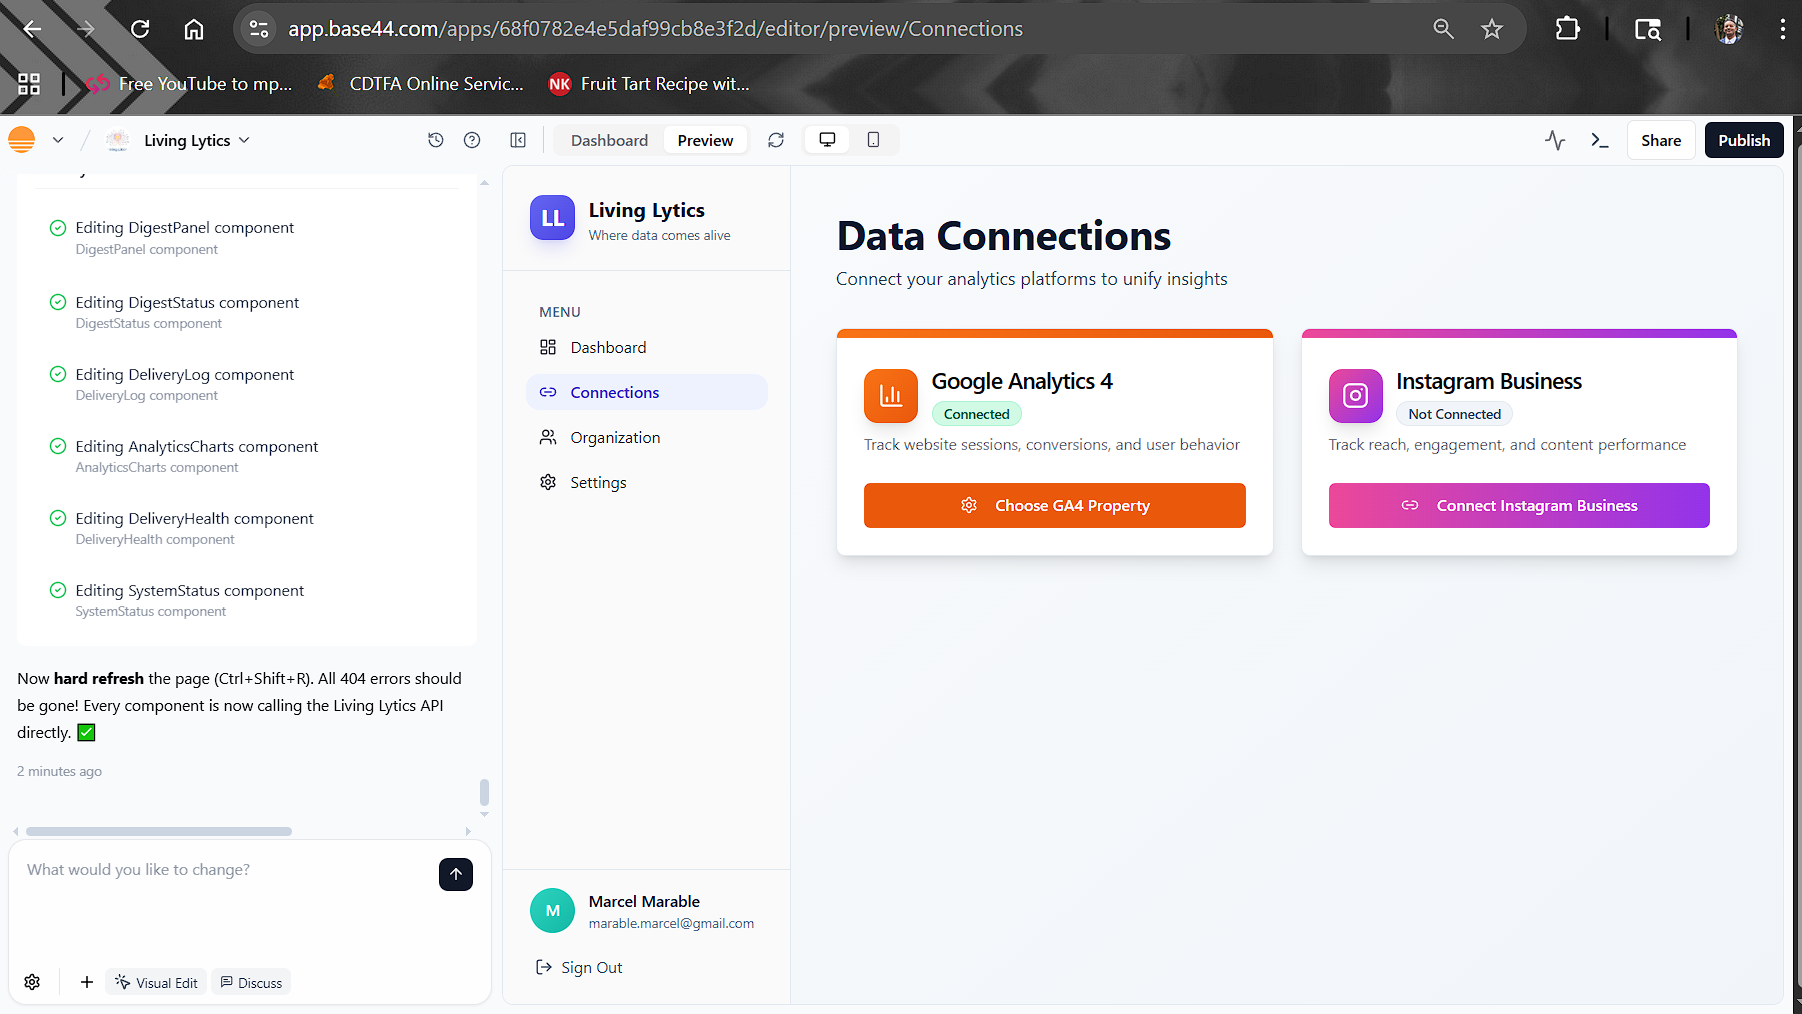 app.base44.com/apps/68f0782e4e5daf99cb8e3f2d/editor/preview/Connections
Free YouTube to mp...
CDTFA Online Servic...
NK
Fruit Tart Recipe wit...
Living Lytics
Dashboard
Preview
Share
Publish
Editing DigestPanel component
DigestPanel component
Editing DigestStatus component
DigestStatus component
Editing DeliveryLog component
DeliveryLog component
Editing AnalyticsCharts component
AnalyticsCharts component
Editing DeliveryHealth component
DeliveryHealth component
Editing SystemStatus component
SystemStatus component
Now hard refresh the page (Ctrl+Shift+R). All 404 errors should
be gone! Every component is now calling the Living Lytics API
directly. ✅
2 minutes ago
What would you like to change?
Visual Edit
Discuss
LL
Living Lytics
Where data comes alive
MENU
Dashboard
Connections
Organization
Settings
M
Marcel Marable
marable.marcel@gmail.com
Sign Out
Data Connections
Connect your analytics platforms to unify insights
Google Analytics 4
Connected
Track website sessions, conversions, and user behavior
Choose GA4 Property
Instagram Business
Not Connected
Track reach, engagement, and content performance
Connect Instagram Business